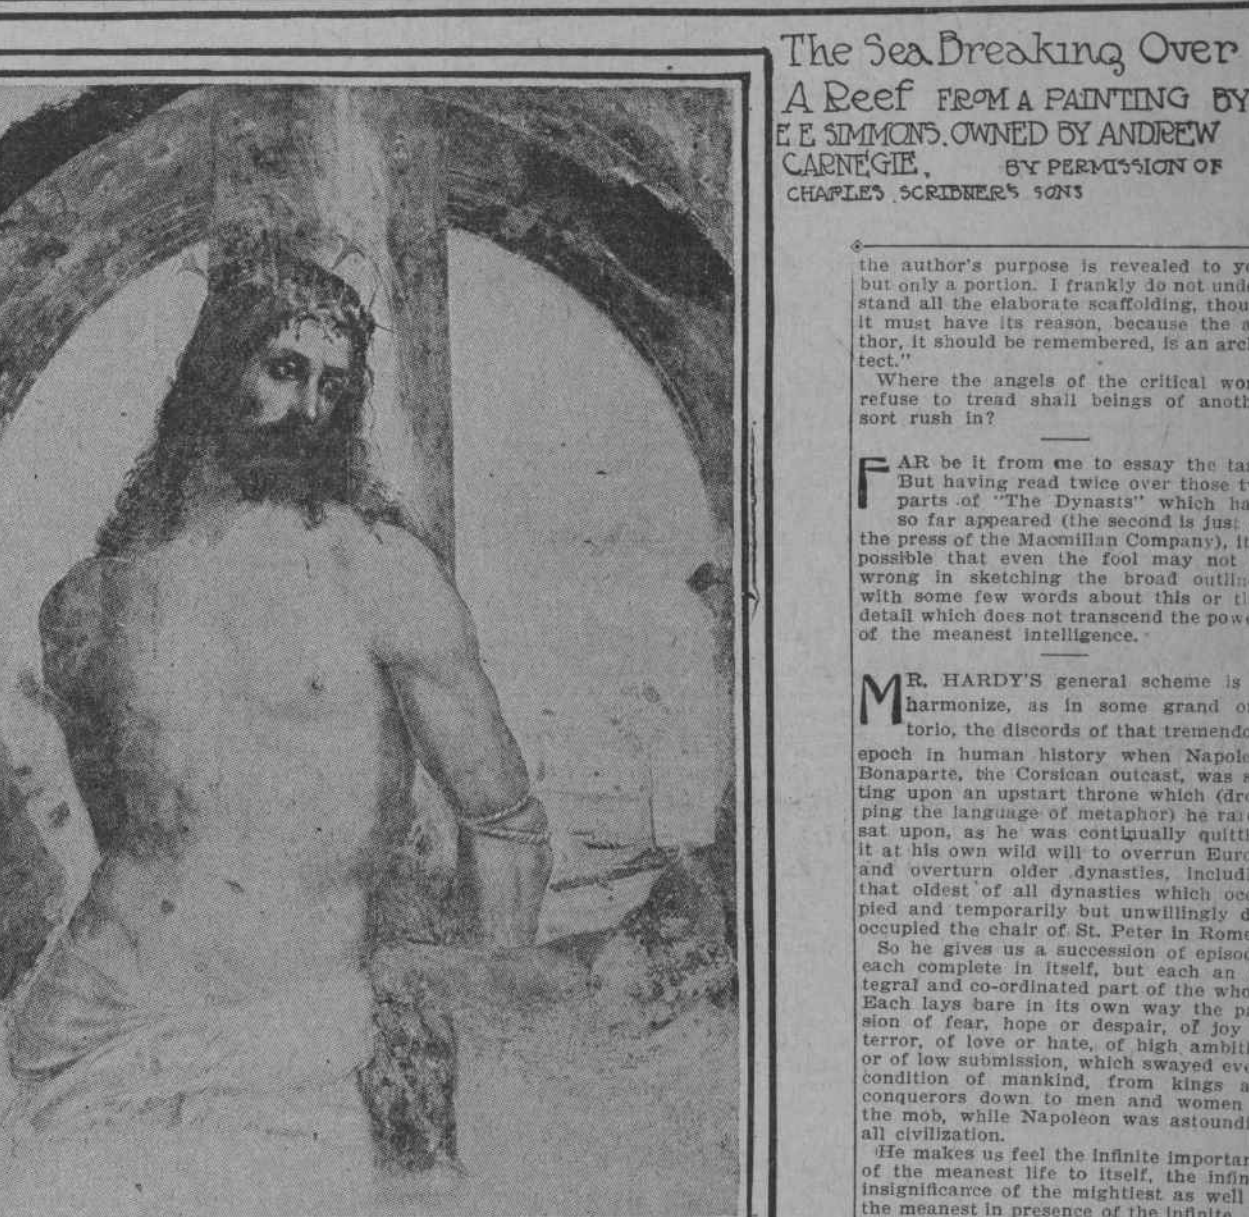 The Sea Breaking Over
A Reef FROM A PAINTING BY
E E SIMMONS. OWNED BY ANDREW
CARNEGIE. BY PERMISSION OF
CHARLES SCRIBNER'S SONS
the author's purpose is revealed to
but only a portion. I frankly do not
stand all the elaborate scaffolding,
it must have its reason, because the
thor, it should be remembered, is an
tect."
Where the angels of the critical
refuse to tread shall beings of
sort rush in?
FAR be it from me to essay the
But having read twice over those
parts of "The Dynasts" which
so far appeared (the second is just
the press of the Macmillan Company),
possible that even the fool may not
wrong in sketching the broad
with some few words about this or
detail which does not transcend the
of the meanest intelligence.
MR. HARDY'S general scheme is
harmonize, as in some grand
torio, the discords of that
epoch in human history when
Bonaparte, the Corsican outcast, was
ting upon an upstart throne which
ping the language of metaphor) he
sat upon, as he was continually
it at his own wild will to overrun
and overturn older dynasties,
that oldest of all dynasties which
pied and temporarily but unwillingly
occupied the chair of St. Peter in Rome
So he gives us a succession of
each complete in itself, but each an
tegral and co-ordinated part of the
Each lays bare in its own way the
sion of fear, hope or despair, of joy
terror, of love or hate, of high
or of low submission, which swayed
condition of mankind, from kings
conquerors down to men and women
the mob, while Napoleon was
all civilization.
He makes us feel the infinite
of the meanest life to itself, the
insignificance of the mightiest as well
the meanest in presence of the infinite